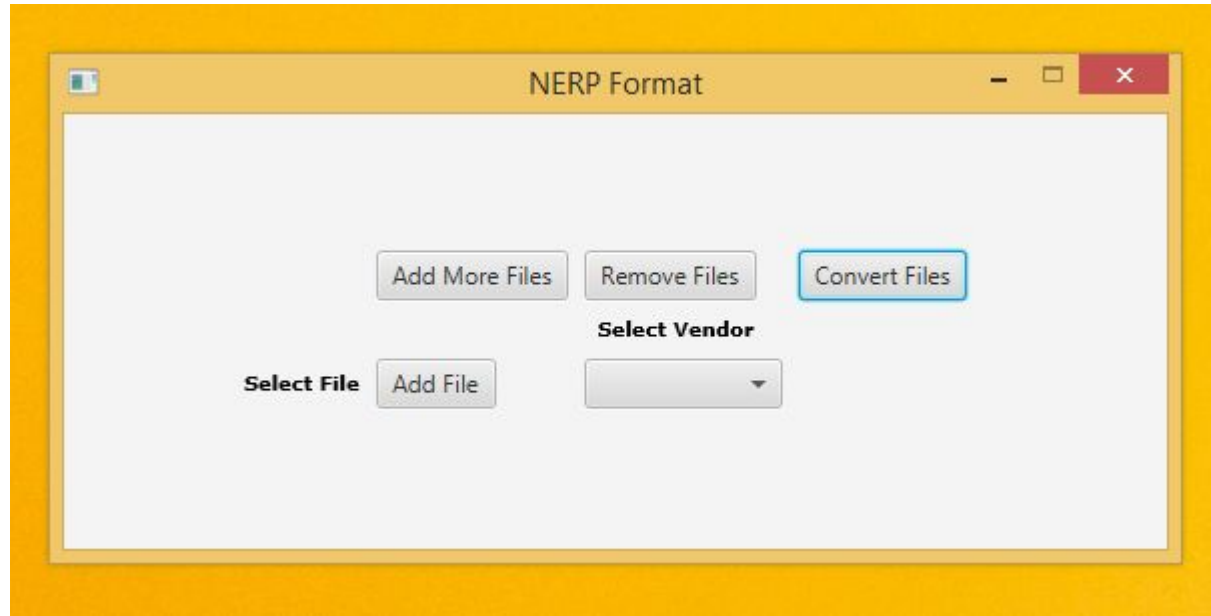 NERP Format
Add More Files Remove Files Convert Files
Select Vendor
Select File Add File